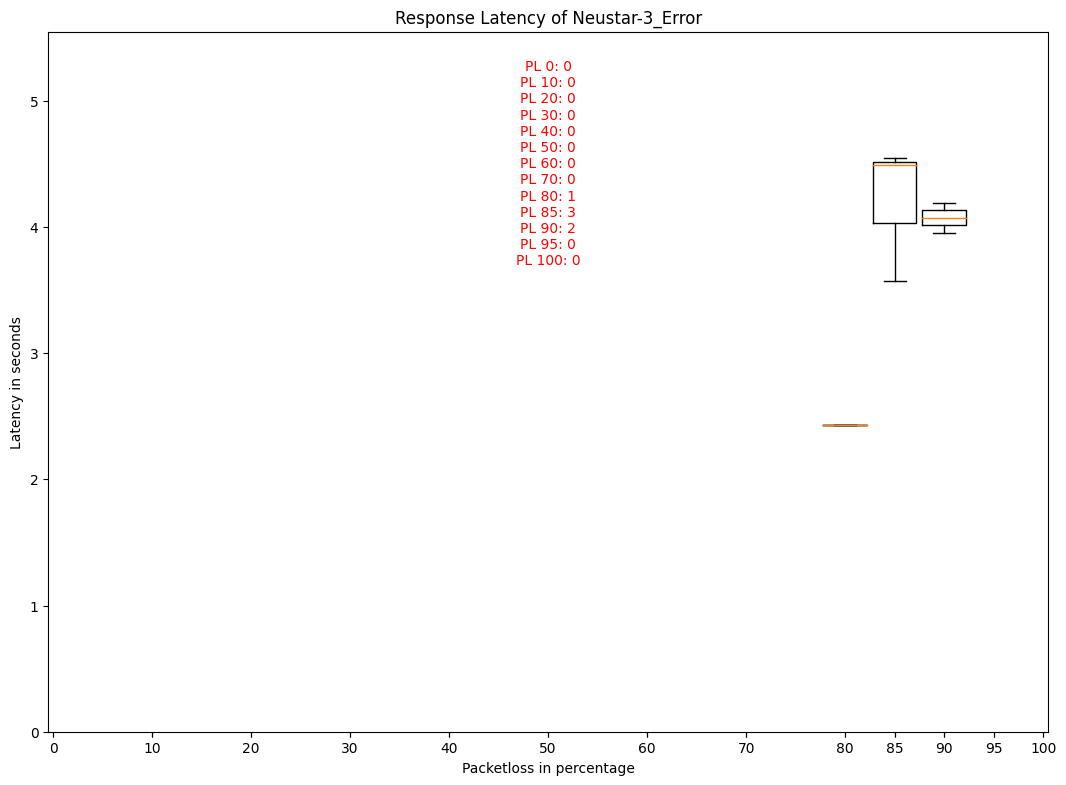 Response Latency of Neustar-3_Error
PL 0: 0
PL 10: 0
PL 20: 0
PL 30: 0
PL 40: 0
PL 50: 0
PL 60: 0
PL 70: 0
PL 80: 1
PL 85: 3
PL 90: 2
PL 95: 0
PL 100: 0
Latency in seconds
5
4
3
2
1
0
0 10 20 30 40 50 60 70 80 85 90 95 100
Packetloss in percentage